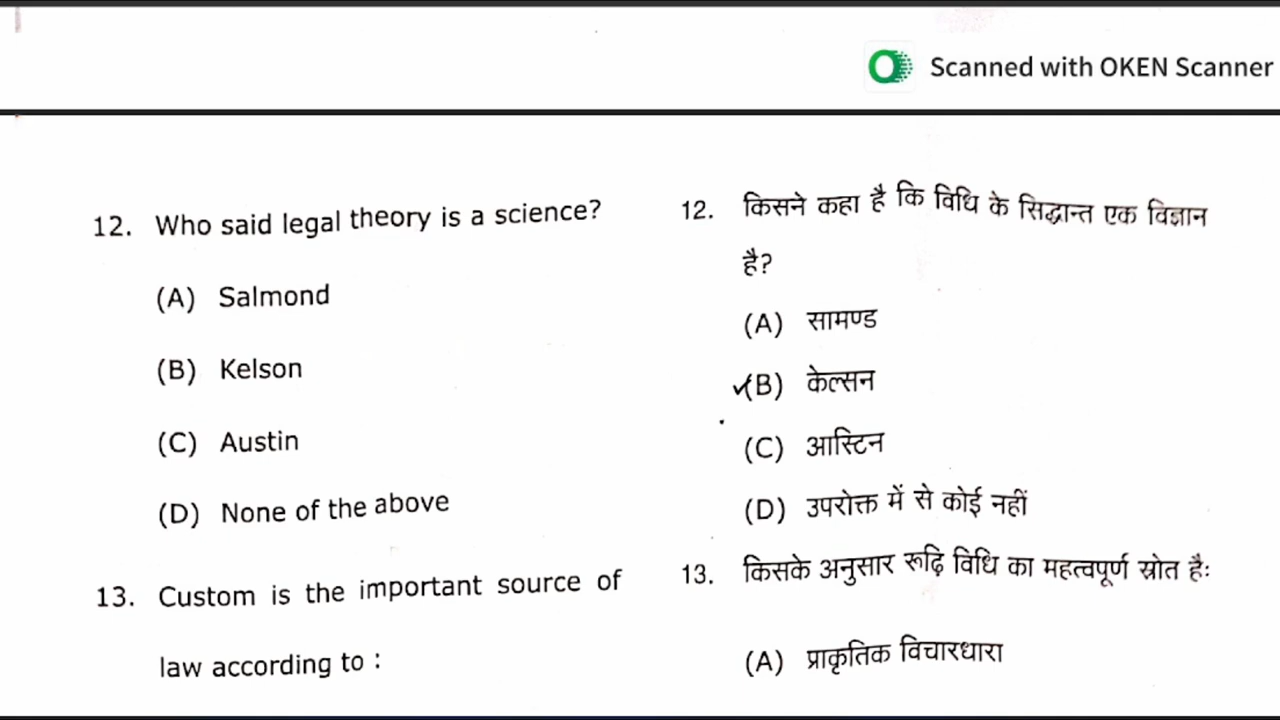 Scanned with OKEN Scanner
12. Who said legal theory is a science?
(A) Salmond
(B) Kelson
(C) Austin
(D) None of the above
13. Custom is the important source of
law according to :
12. किसने कहा है कि विधि के सिद्धान्त एक विज्ञान
है?
(A) सामण्ड
(B) केल्सन
(C) आस्टिन
(D) उपरोक्त में से कोई नहीं
13. किसके अनुसार रूढ़ि विधि का महत्वपूर्ण स्रोत हैः
(A) प्राकृतिक विचारधारा